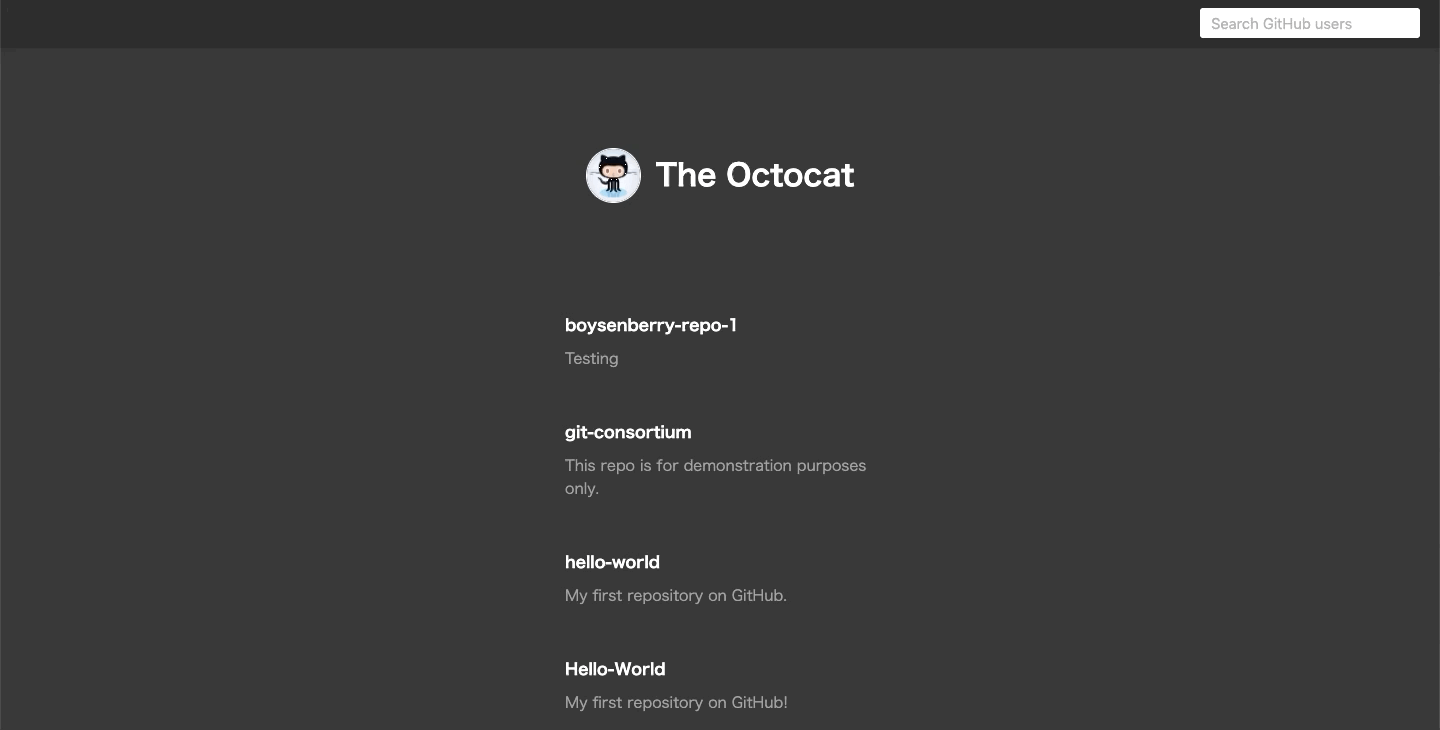 Search GitHub users
The Octocat
boysenberry-repo-1
Testing
git-consortium
This repo is for demonstration purposes
only.
hello-world
My first repository on GitHub.
Hello-World
My first repository on GitHub!